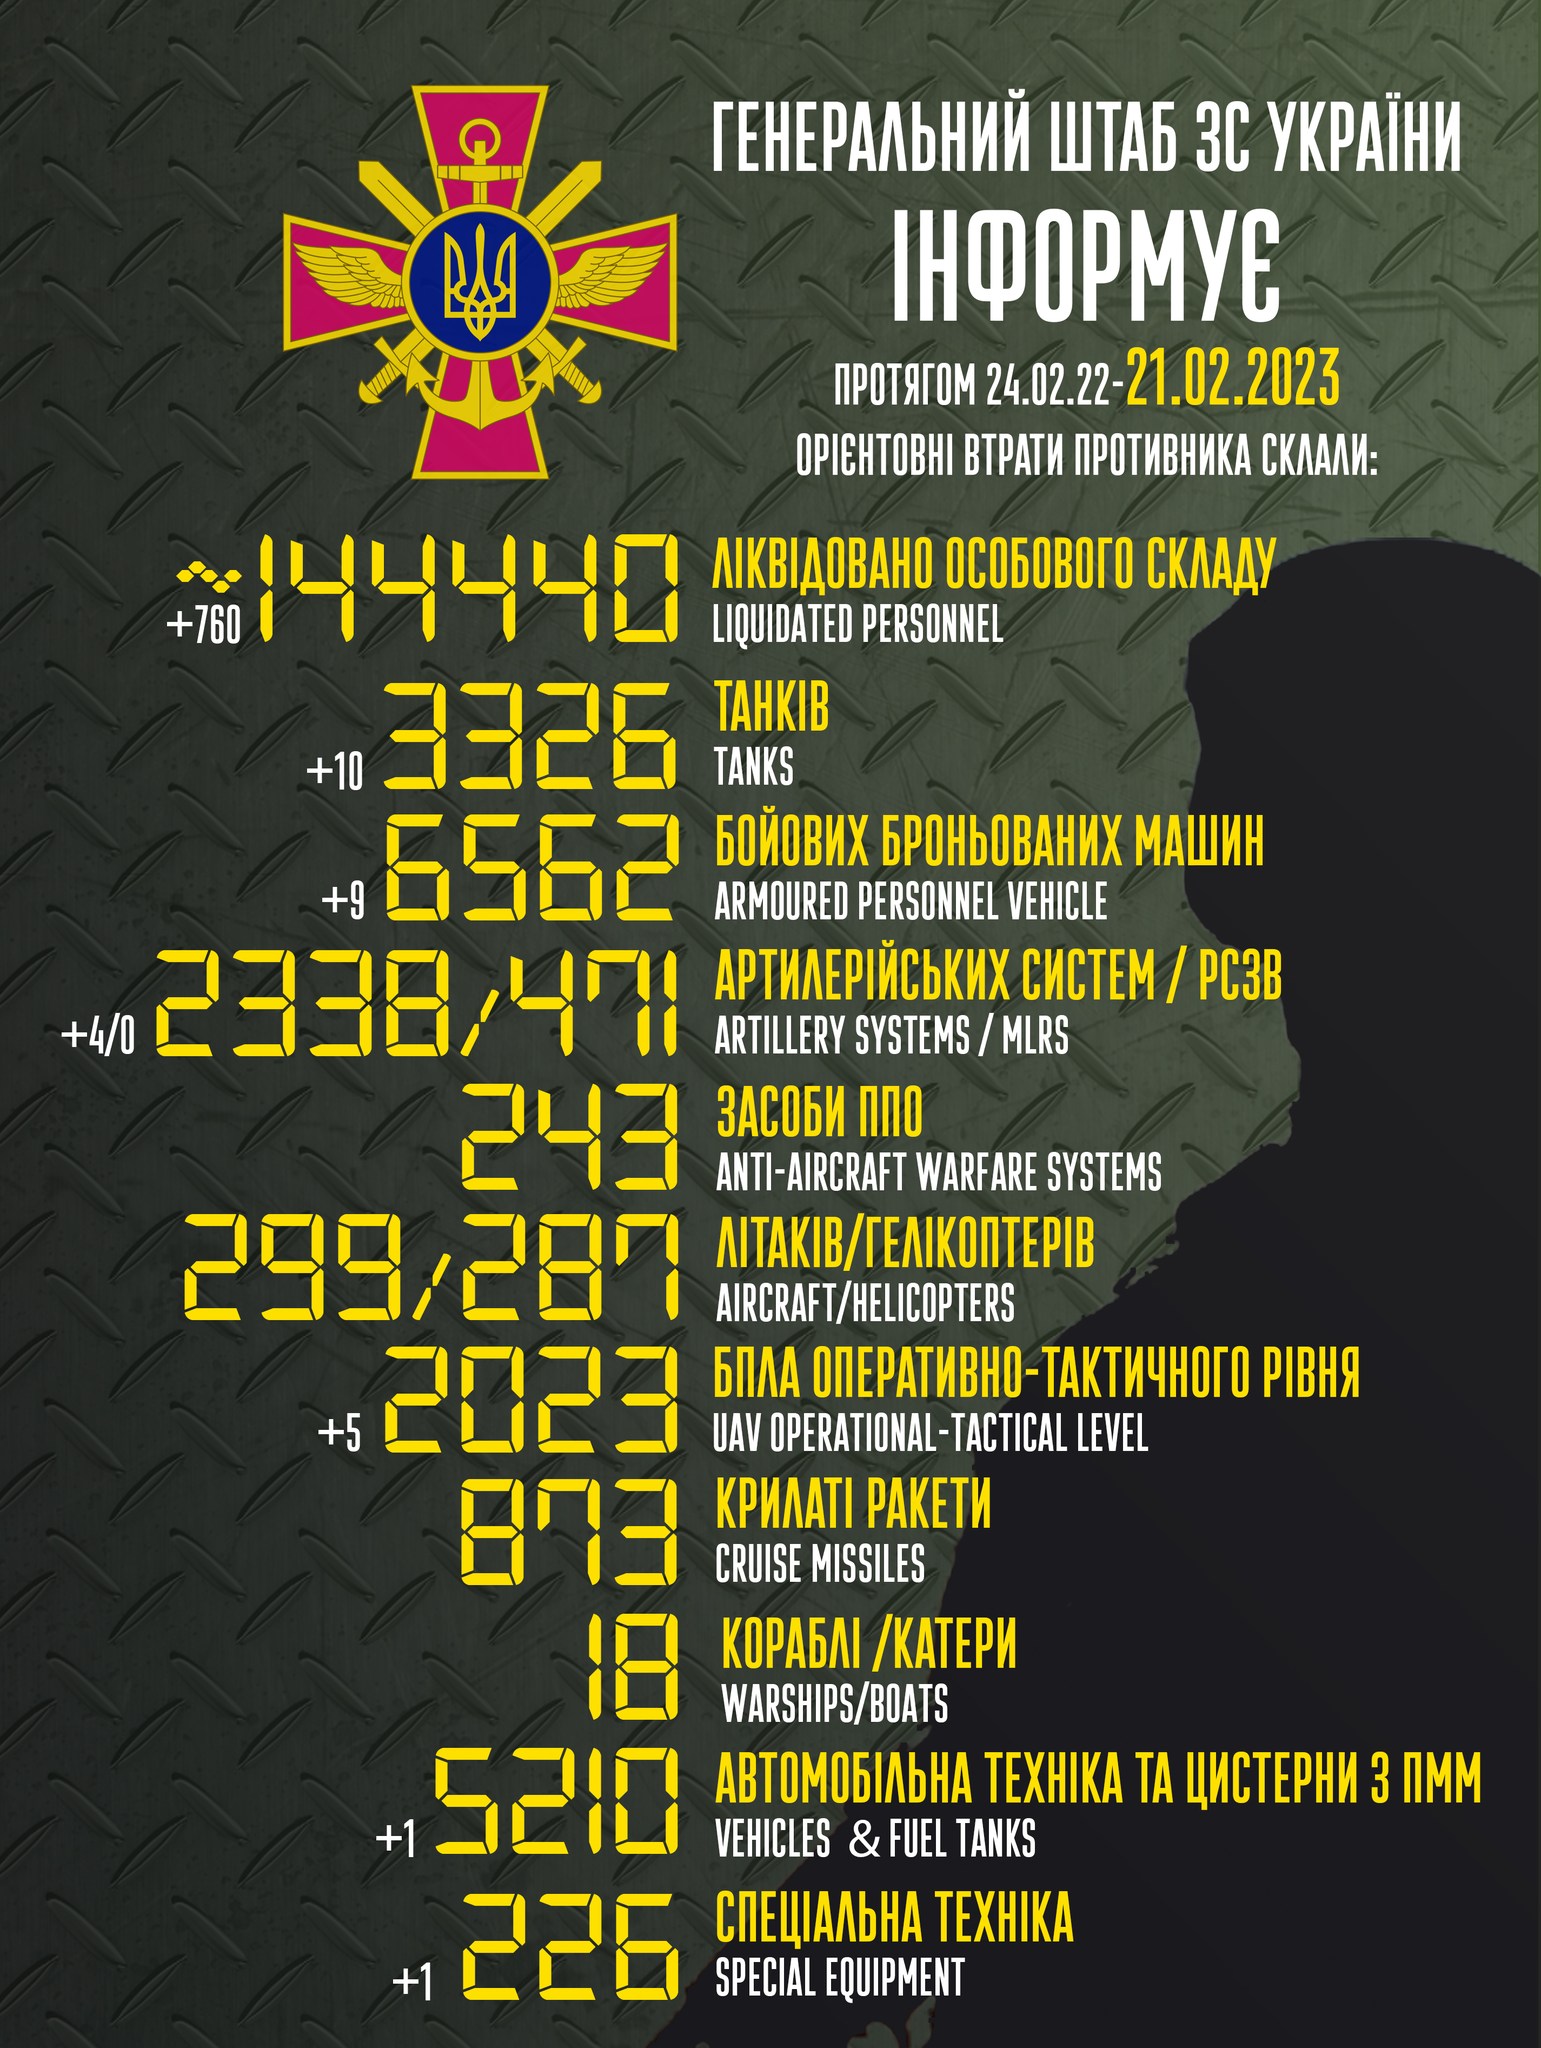 ГЕНЕРАЛЬНИЙ ШТАБ ЗС УКРАЇНИ
ІНФОРМУЄ
ПРОТЯГОМ 24.02.22-21.02.2023
ОРІЄНТОВНІ ВТРАТИ ПРОТИВНИКА СКЛАЛИ:
~144440 ЛІКВІДОВАНО ОСОБОВОГО СКЛАДУ
+760 LIQUIDATED PERSONNEL
3326 ТАНКІВ
+10 TANKS
6562 БОЙОВИХ БРОНЬОВАНИХ МАШИН
+9 ARMOURED PERSONNEL VEHICLE
2338/471 АРТИЛЕРІЙСЬКИХ СИСТЕМ / РСЗВ
+4/0 ARTILLERY SYSTEMS / MLRS
243 ЗАСОБИ ППО
ANTI-AIRCRAFT WARFARE SYSTEMS
299/287 ЛІТАКІВ/ГЕЛІКОПТЕРІВ
AIRCRAFT/HELICOPTERS
2023 БПЛА ОПЕРАТИВНО-ТАКТИЧНОГО РІВНЯ
+5 UAV OPERATIONAL-TACTICAL LEVEL
873 КРИЛАТІ РАКЕТИ
CRUISE MISSILES
18 КОРАБЛІ /КАТЕРИ
WARSHIPS/BOATS
5210 АВТОМОБІЛЬНА ТЕХНІКА ТА ЦИСТЕРНИ З ПММ
+1 VEHICLES & FUEL TANKS
226 СПЕЦІАЛЬНА ТЕХНІКА
+1 SPECIAL EQUIPMENT